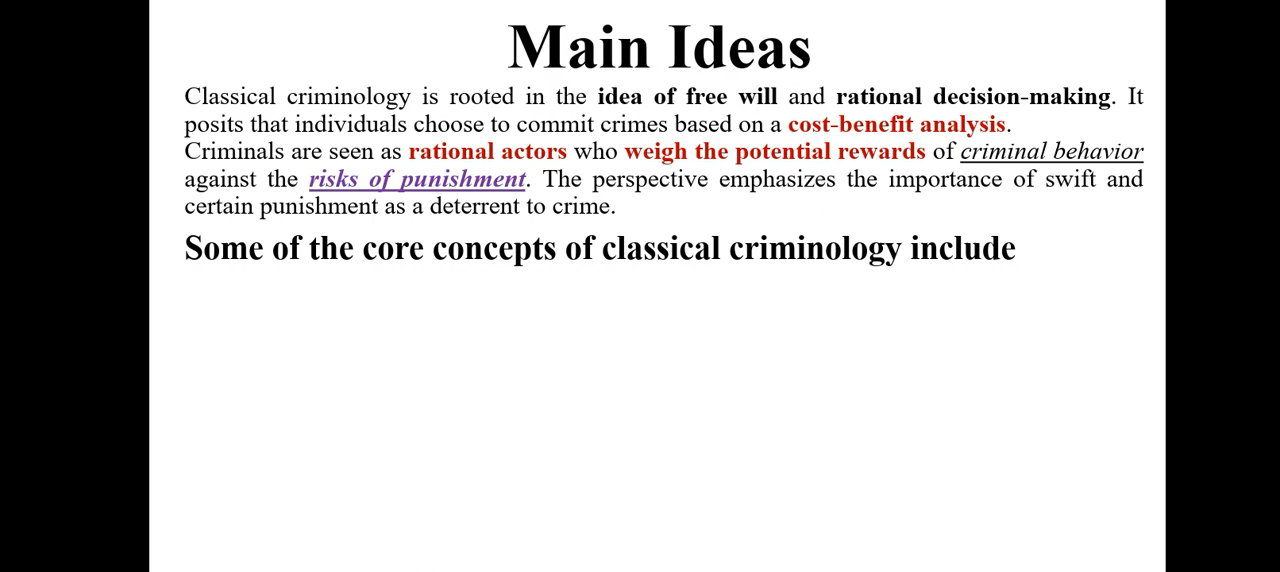 Main Ideas
Classical criminology is rooted in the idea of free will and rational decision-making. It
posits that individuals choose to commit crimes based on a cost-benefit analysis.
Criminals are seen as rational actors who weigh the potential rewards of criminal behavior
against the risks of punishment. The perspective emphasizes the importance of swift and
certain punishment as a deterrent to crime.
Some of the core concepts of classical criminology include